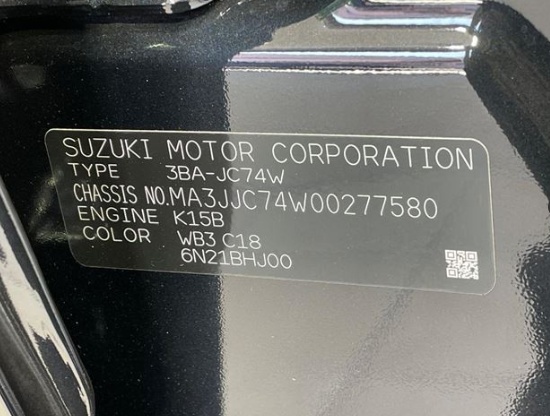 SUZUKI MOTOR CORPORATION
TYPE 3BA-JC74W
CHASSIS NO.MA3JJC74W00277580
ENGINE K15B
COLOR WB3 C18
6N21BHJ00